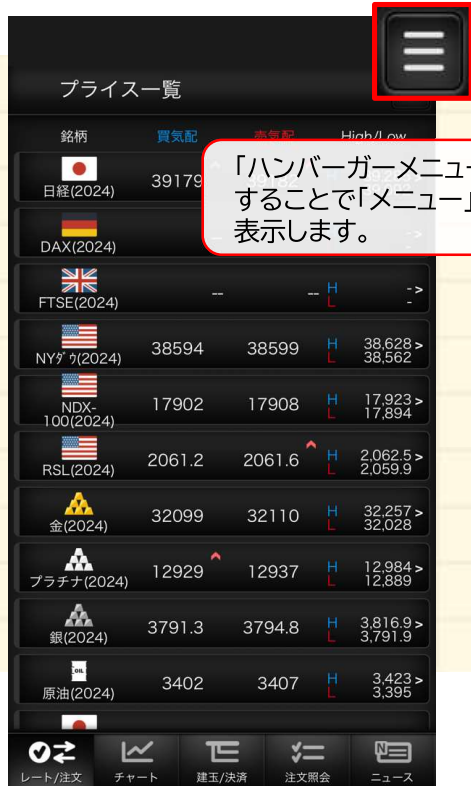 プライス一覧
銘柄 買気配 売気配 High/Low
「ハンバーガーメニュー
することで「メニュー」
表示します。
日経(2024) 39179
DAX(2024)
FTSE(2024) -- -- H - >
L -
NYダウ(2024) 38594 38599 H 38,628 >
L 38,562
NDX-
100(2024) 17902 17908 H 17,923 >
L 17,894
RSL(2024) 2061.2 2061.6 H 2,062.5 >
L 2,059.9
金(2024) 32099 32110 H 32,257 >
L 32,028
プラチナ(2024) 12929 12937 H 12,984 >
L 12,889
銀(2024) 3791.3 3794.8 H 3,816.9 >
L 3,791.9
OIL
原油(2024) 3402 3407 H 3,423 >
L 3,395
レート/注文 チャート 建玉/決済 注文照会 ニュース